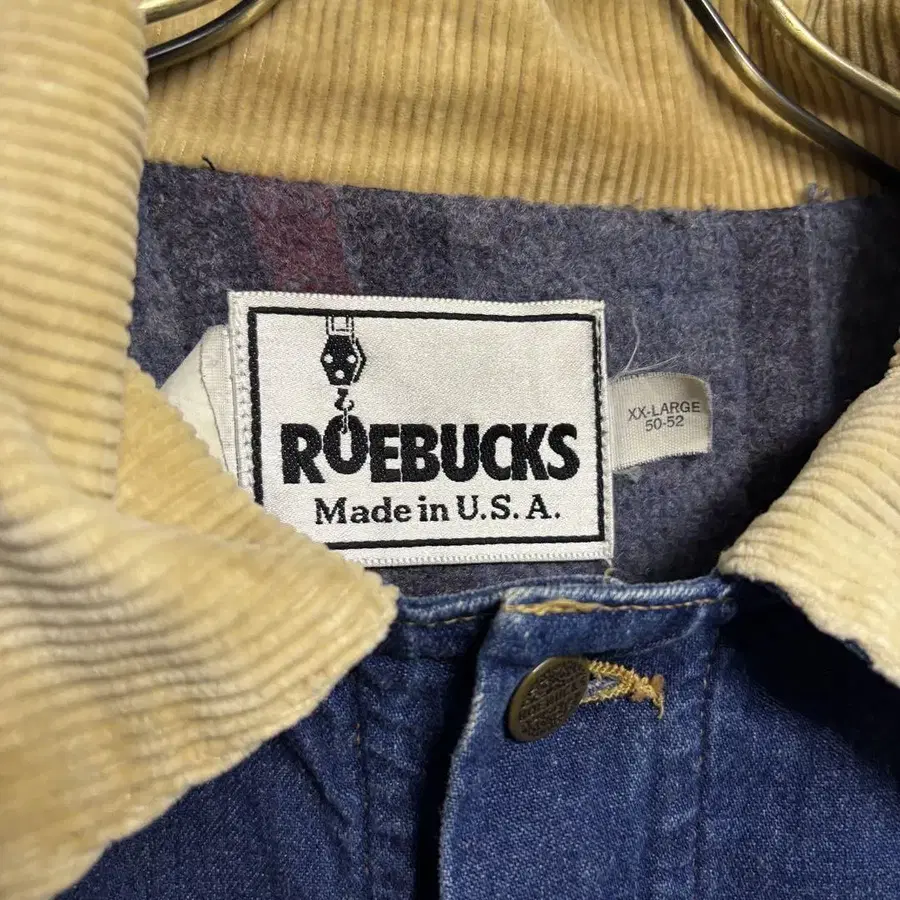 ROEBUCKS
Made in U.S.A.
XX-LARGE
50-52